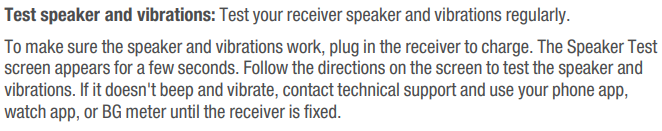 Test speaker and vibrations: Test your receiver speaker and vibrations regularly.
To make sure the speaker and vibrations work, plug in the receiver to charge. The Speaker Test
screen appears for a few seconds. Follow the directions on the screen to test the speaker and
vibrations. If it doesn't beep and vibrate, contact technical support and use your phone app,
watch app, or BG meter until the receiver is fixed.